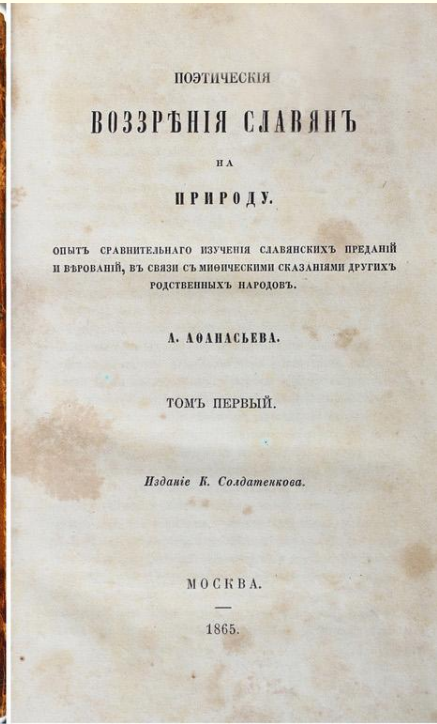 ПОЭТИЧЕСКІЯ
ВОЗЗРѢНІЯ СЛАВЯНЪ
НА
ПРИРОДУ.
ОПЫТЪ СРАВНИТЕЛЬНАГО ИЗУЧЕНІЯ СЛАВЯНСКИХЪ ПРЕДАНІЙ
И ВѢРОВАНІЙ, ВЪ СВЯЗИ СЪ МИѲИЧЕСКИМИ СКАЗАНІЯМИ ДРУГИХЪ
РОДСТВЕННЫХЪ НАРОДОВЪ.
А. АѲАНАСЬЕВА.
ТОМЪ ПЕРВЫЙ.
Изданіе К. Солдатенкова.
МОСКВА.
1865.